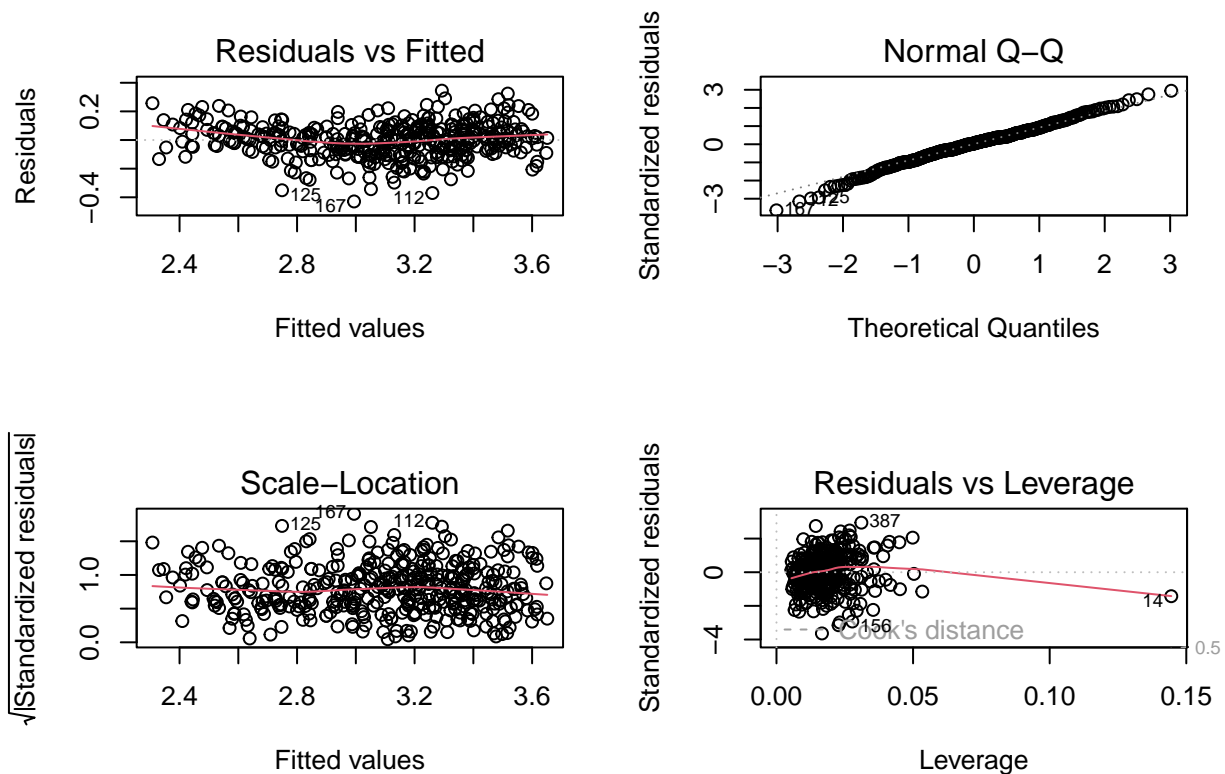 Residuals vs Fitted
Residuals
0.2
−0.4
125
167
112
2.4 2.8 3.2 3.6
Fitted values
Normal Q−Q
Standardized residuals
3
0
−3
167
125
−3 −2 −1 0 1 2 3
Theoretical Quantiles
Scale−Location
√|Standardized residuals|
1.0
0.0
125
167
112
2.4 2.8 3.2 3.6
Fitted values
Residuals vs Leverage
Standardized residuals
0
−4
387
14
156
Cook's distance
0.5
0.00 0.05 0.10 0.15
Leverage